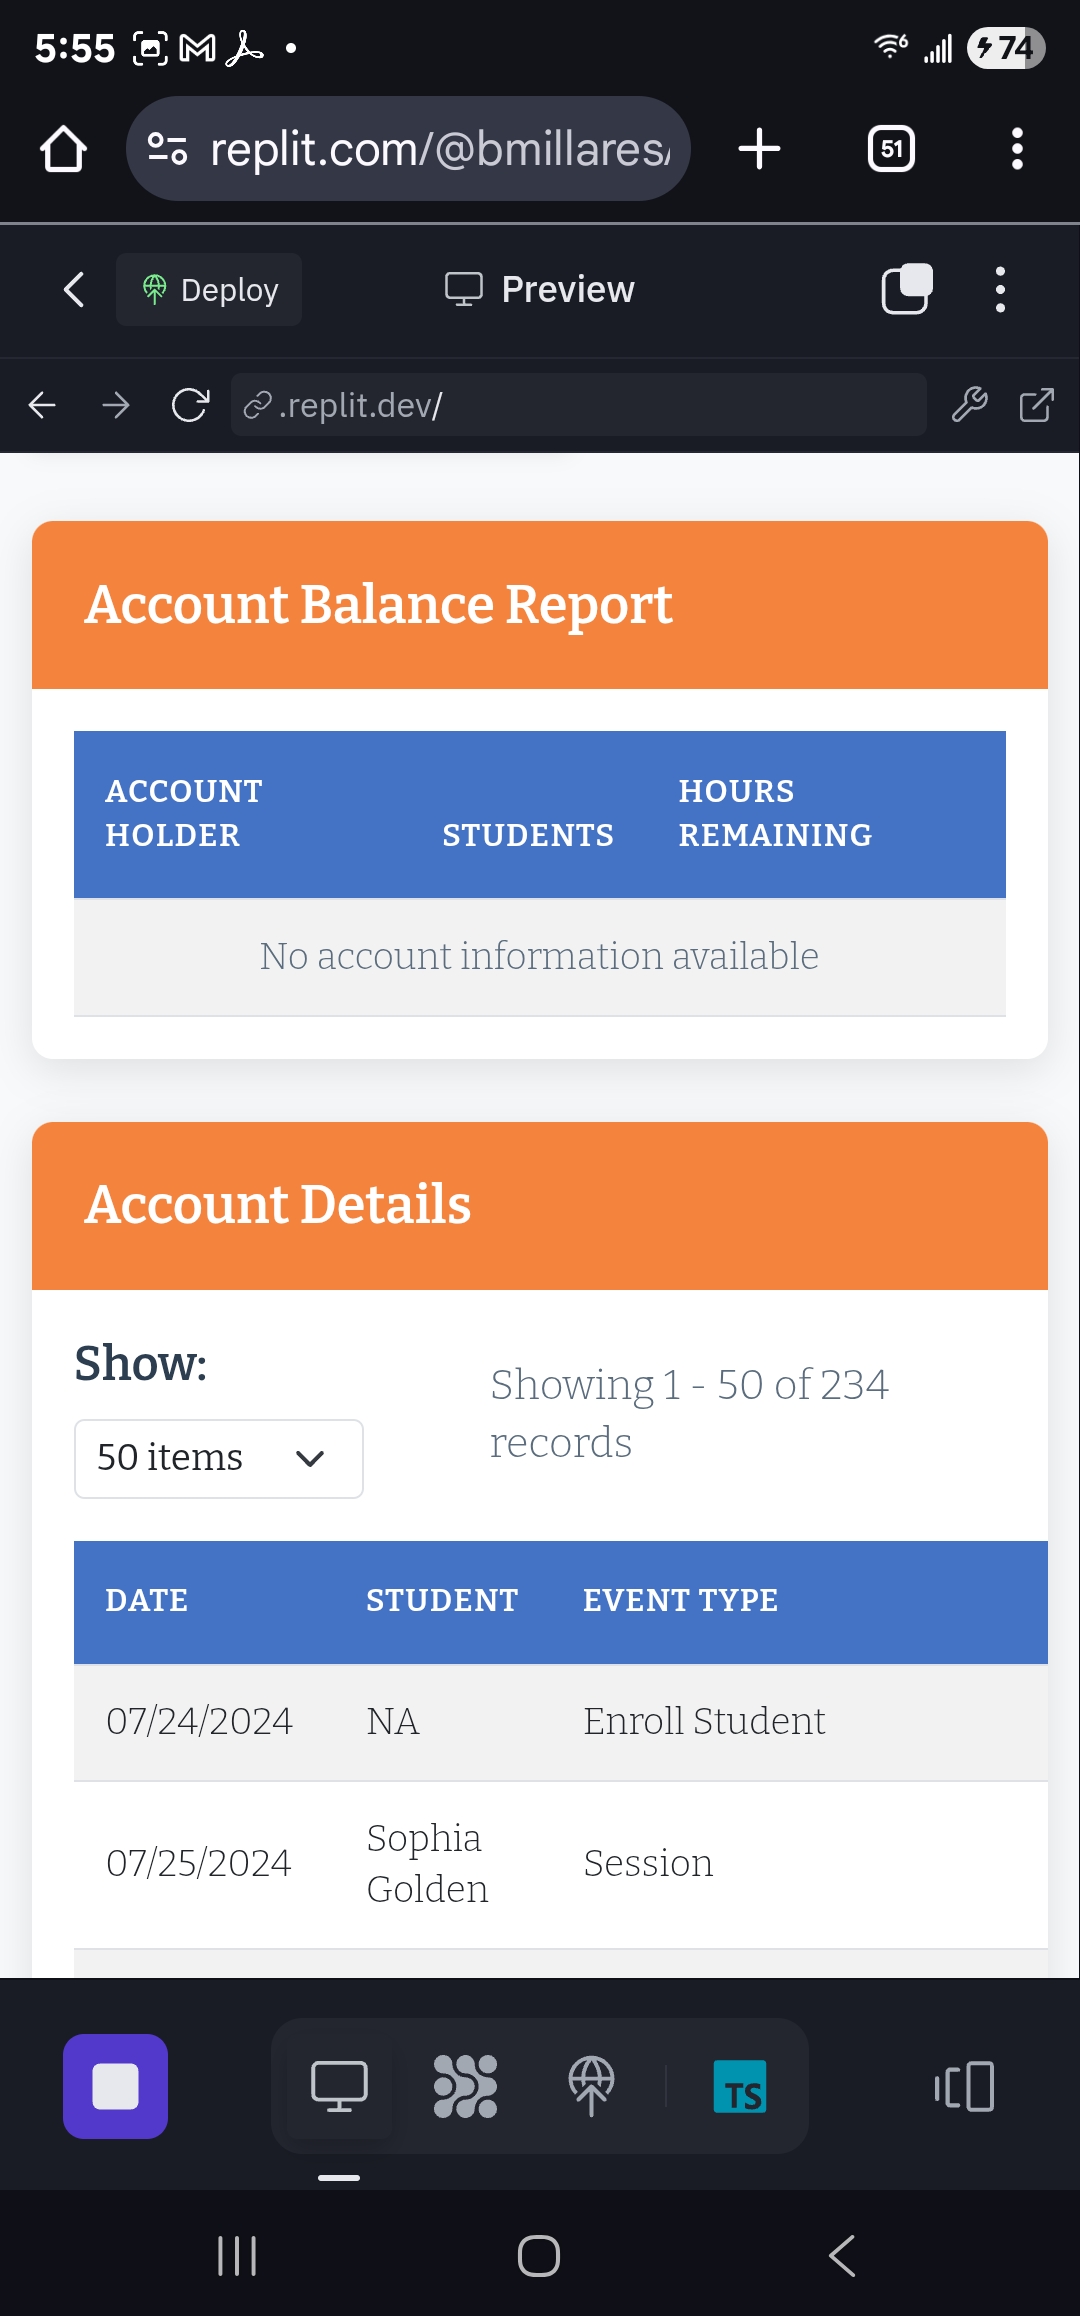 5:55
6
74
replit.com/@bmillares/
51
Deploy
Preview
.replit.dev/
Account Balance Report
ACCOUNT HOLDER
STUDENTS
HOURS REMAINING
No account information available
Account Details
Show:
50 items
Showing 1 - 50 of 234
records
DATE STUDENT EVENT TYPE
07/24/2024 NA Enroll Student
07/25/2024 Sophia Golden Session
TS